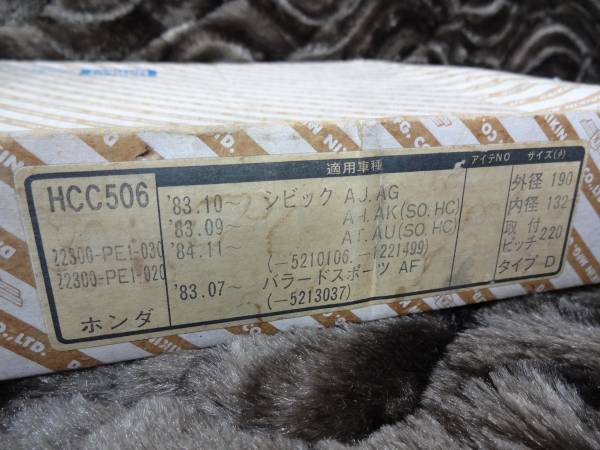 適用車種 アイテNO サイズ(∮)
HCC506
22300-PE1-030
22300-PE1-020
ホンダ
'83.10~ シビック AJ.AG
'83.09~ AH.AK(SO.HC)
'84.11~ AT.AU(SO.HC)
(—5210106.—1221499)
'83.07~ バラードスポーツ AF
(—5213037)
外径 190
内径 132
取付
ピッチ 220
タイプ D
CO.,LTD.